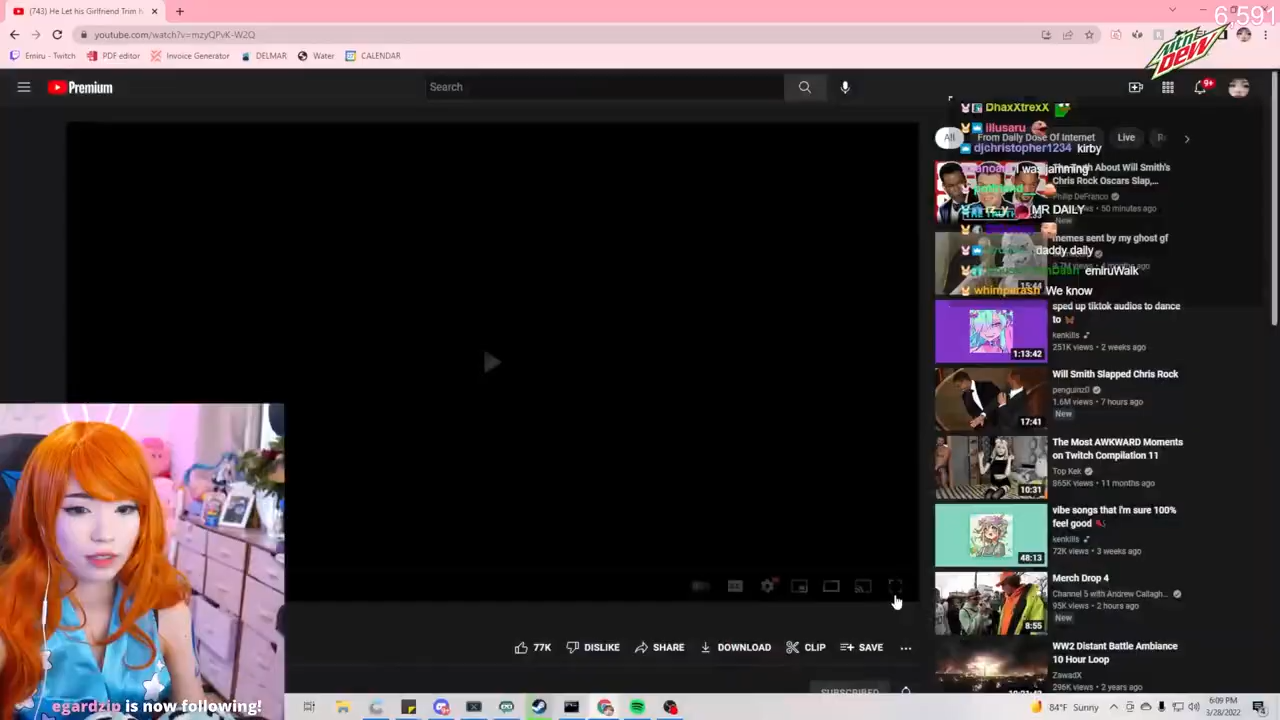 (743) He Let his Girlfriend Trim h
6,591
youtube.com/watch?v=mzyQPvK-W2Q
Emiru - Twitch
PDF editor
Invoice Generator
DELMAR
Water
CALENDAR
Mtn
DEW
Premium
Search
9+
DhaxXtrexX
illusaru
All
From Daily Dose Of Internet
Live
djchristopher1234 kirby
I was jamming
The Truth About Will Smith's
Chris Rock Oscars Slap,...
Philip DeFranco
50 minutes ago
New
MR DAILY
memes sent by my ghost gf
daddy daily
emiruWalk
15:44
whimperash We know
sped up tiktok audios to dance
to
kenkills
251K views • 2 weeks ago
1:13:42
Will Smith Slapped Chris Rock
penguinz0
1.6M views • 7 hours ago
New
17:41
The Most AWKWARD Moments
on Twitch Compilation 11
Top Kek
865K views • 11 months ago
10:31
vibe songs that i'm sure 100%
feel good
kenkills
72K views • 3 weeks ago
48:13
Merch Drop 4
Channel 5 with Andrew Callagh...
95K views • 2 hours ago
New
8:55
WW2 Distant Battle Ambiance
10 Hour Loop
ZawadX
296K views • 2 years ago
77K
DISLIKE
SHARE
DOWNLOAD
CLIP
SAVE
SUBSCRIBED
egardzip is now following!
84°F Sunny
6:09 PM
3/28/2022